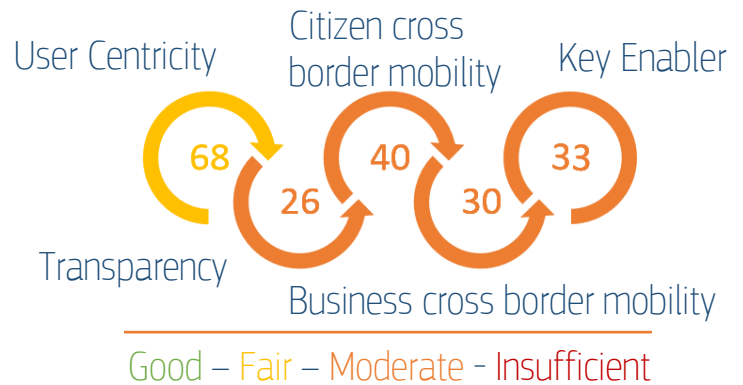 User Centricity
Citizen cross
border mobility
Key Enabler
68
26
40
30
33
Transparency
Business cross border mobility
Good – Fair – Moderate - Insufficient